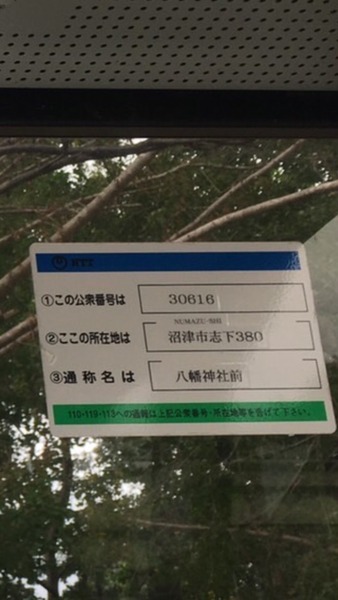 NTT
①この公衆番号は 30616
NUMAZU-
②ここの所在地は 沼津市志下380
③通称名は 八幡神社前
110・119・113への通報は上記公衆番号・所在地等を告げて下さい。